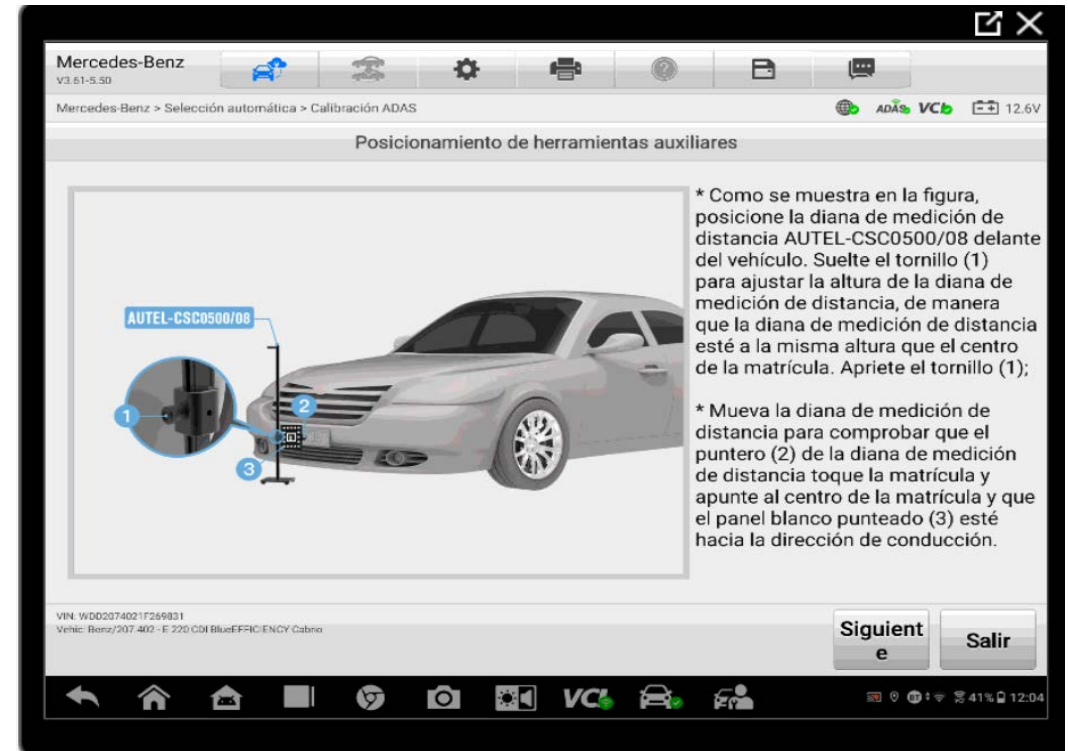 Mercedes-Benz
V3.61-5.50
Mercedes-Benz > Selección automática > Calibración ADAS
ADAS VCI 12.6V
Posicionamiento de herramientas auxiliares
AUTEL-CSC0500/08
1
2
3
* Como se muestra en la figura,
posicione la diana de medición de
distancia AUTEL-CSC0500/08 delante
del vehículo. Suelte el tornillo (1)
para ajustar la altura de la diana de
medición de distancia, de manera
que la diana de medición de distancia
esté a la misma altura que el centro
de la matrícula. Apriete el tornillo (1);
* Mueva la diana de medición de
distancia para comprobar que el
puntero (2) de la diana de medición
de distancia toque la matrícula y
apunte al centro de la matrícula y que
el panel blanco punteado (3) esté
hacia la dirección de conducción.
VIN: WDD2074021F269831
Vehic: Benz/207.402 - E 220 CDI BlueEFFICIENCY Cabrio
Siguient
e
Salir
VCI
BT 41% 12:04